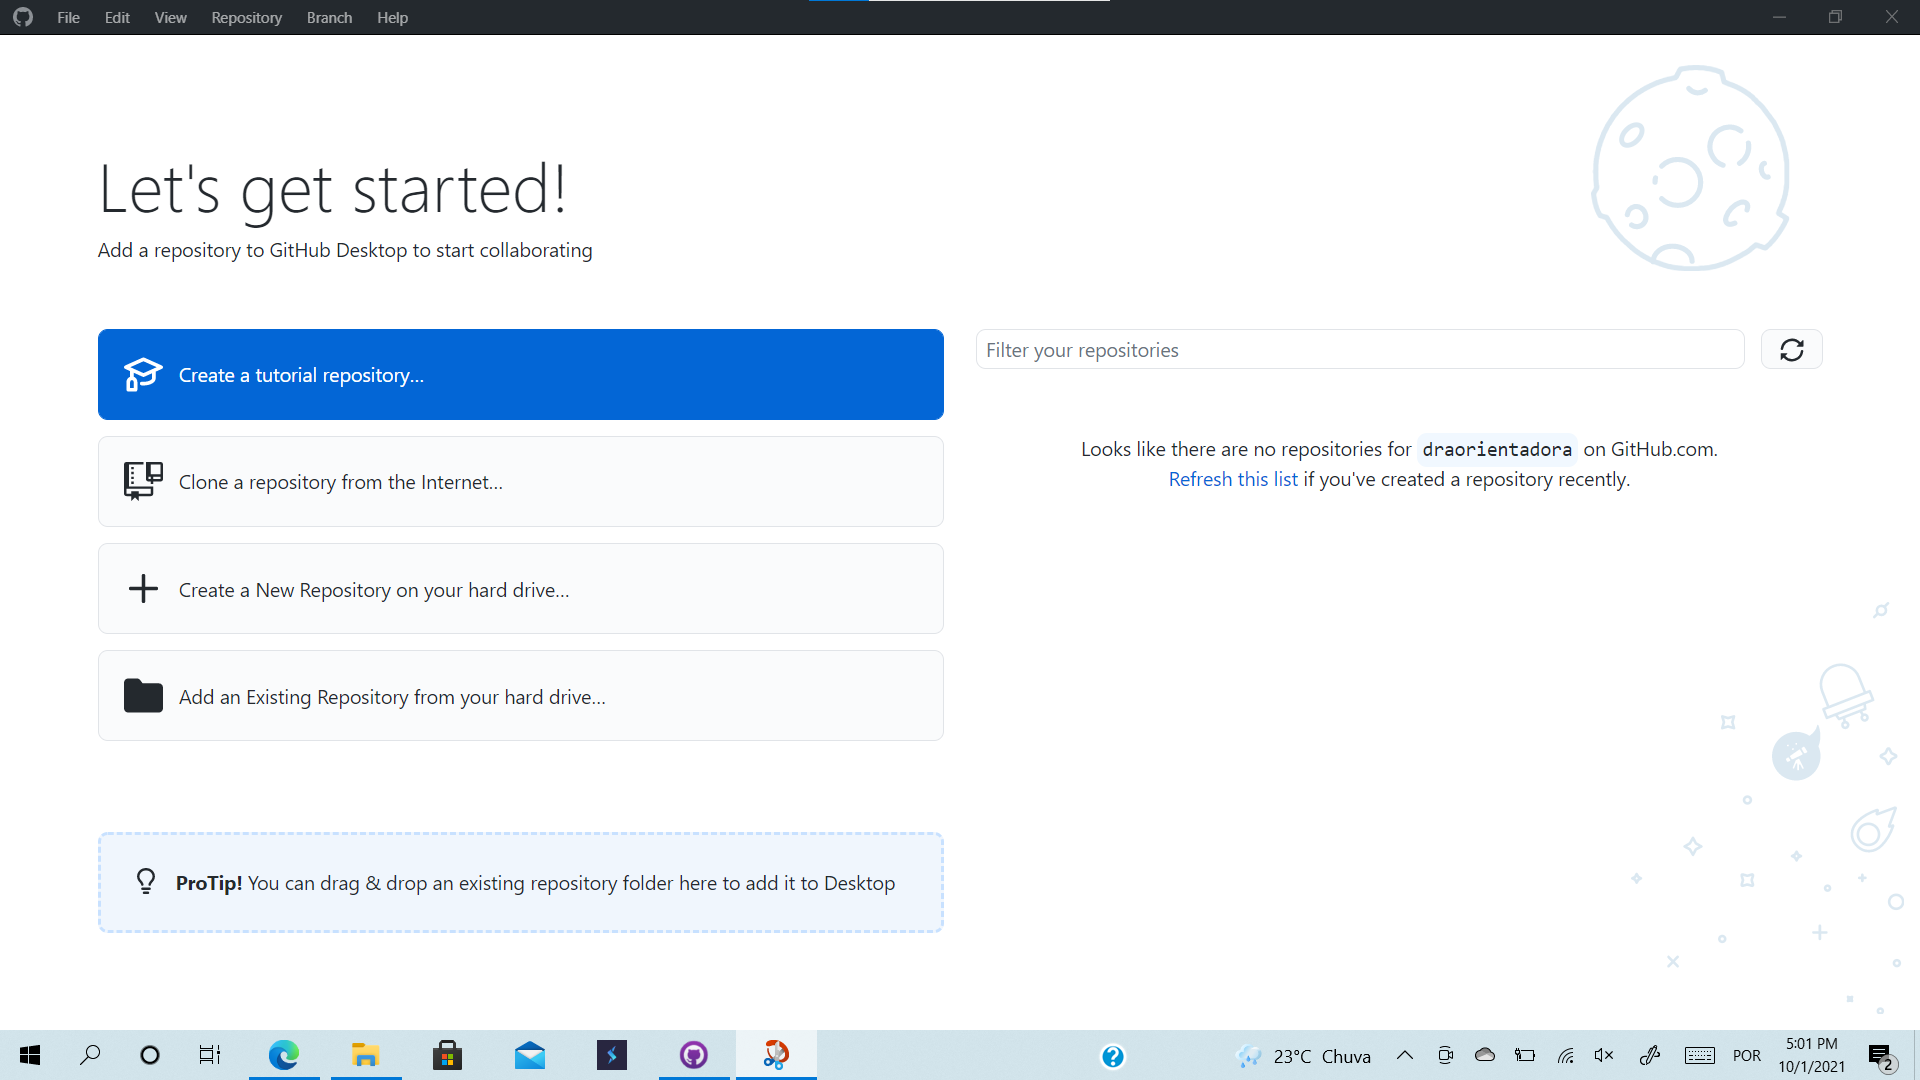 File Edit View Repository Branch Help
Let's get started!
Add a repository to GitHub Desktop to start collaborating
Create a tutorial repository...
Clone a repository from the Internet...
Create a New Repository on your hard drive...
Add an Existing Repository from your hard drive...
ProTip! You can drag & drop an existing repository folder here to add it to Desktop
Filter your repositories
Looks like there are no repositories for draorientadora on GitHub.com.
Refresh this list if you've created a repository recently.
23°C Chuva
POR
5:01 PM
10/1/2021
2